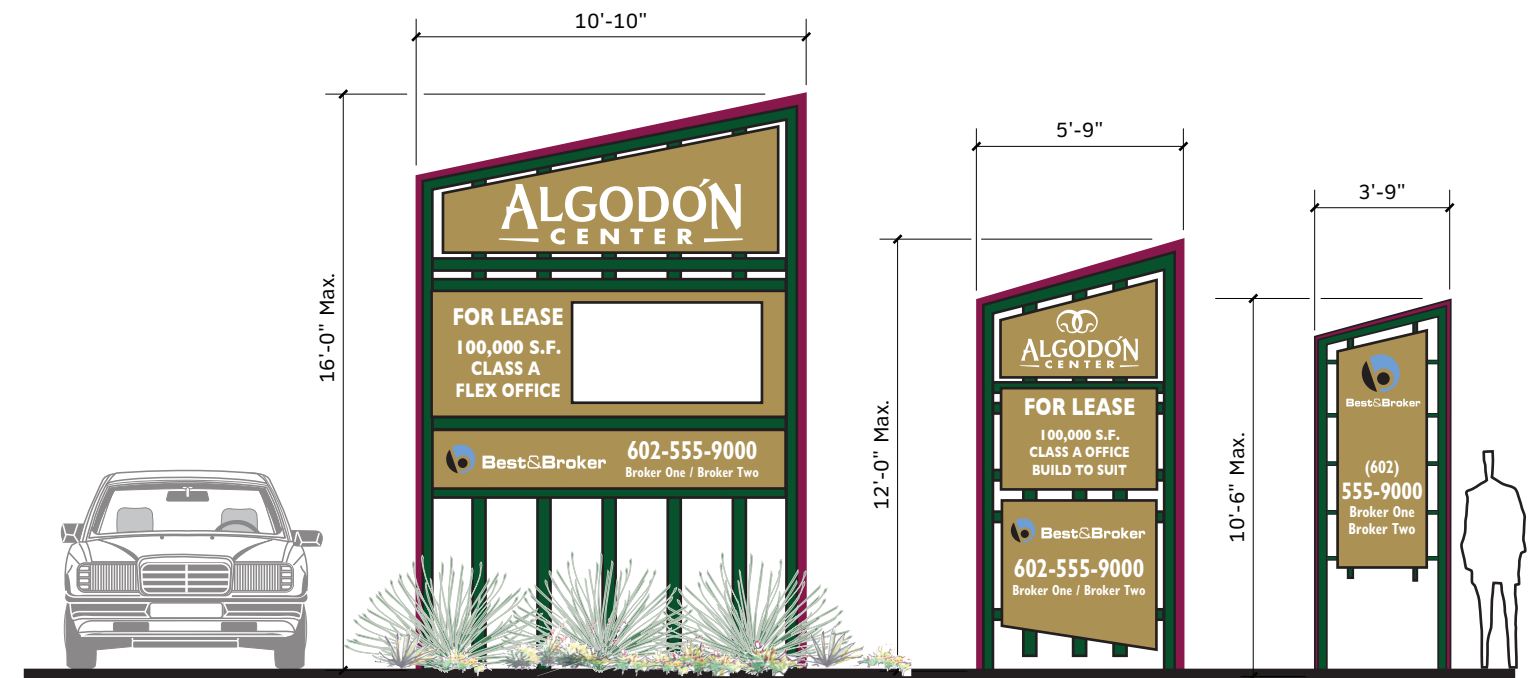 10'-10"
16'-0" Max.
ALGODÓN
CENTER
FOR LEASE
100,000 S.F.
CLASS A
FLEX OFFICE
Best&Broker
602-555-9000
Broker One / Broker Two
5'-9"
12'-0" Max.
ALGODÓN
CENTER
FOR LEASE
100,000 S.F.
CLASS A OFFICE
BUILD TO SUIT
Best&Broker
602-555-9000
Broker One / Broker Two
3'-9"
10'-6" Max.
Best&Broker
(602)
555-9000
Broker One
Broker Two